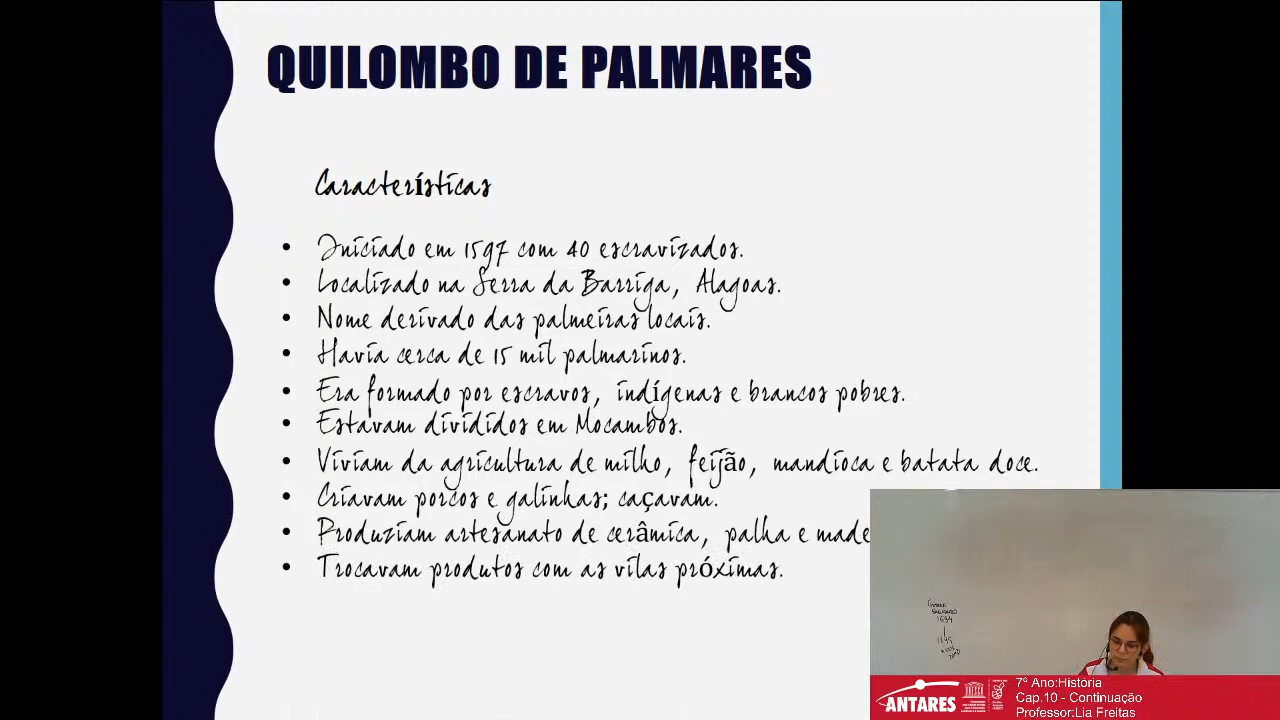 QUILOMBO DE PALMARES
Características
• Iniciado em 1597 com 40 escravizados.
• Localizado na Serra da Barriga, Alagoas.
• Nome derivado das palmeiras locais.
• Havia cerca de 15 mil palmarinos.
• Era formado por escravos, indígenas e brancos pobres.
• Estavam divididos em Mocambos.
• Viviam da agricultura de milho, feijão, mandioca e batata doce.
• Criavam porcos e galinhas; caçavam.
• Produziam artesanato de cerâmica, palha e made
• Trocavam produtos com as vilas próximas.
1694
ANTARES
7º Ano:História
Cap.10 - Continuação
Professor:Lia Freitas